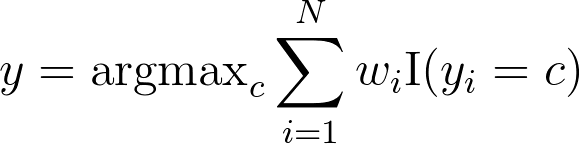 y = argmax_c \sum_{i=1}^{N} w_i I(y_i = c)